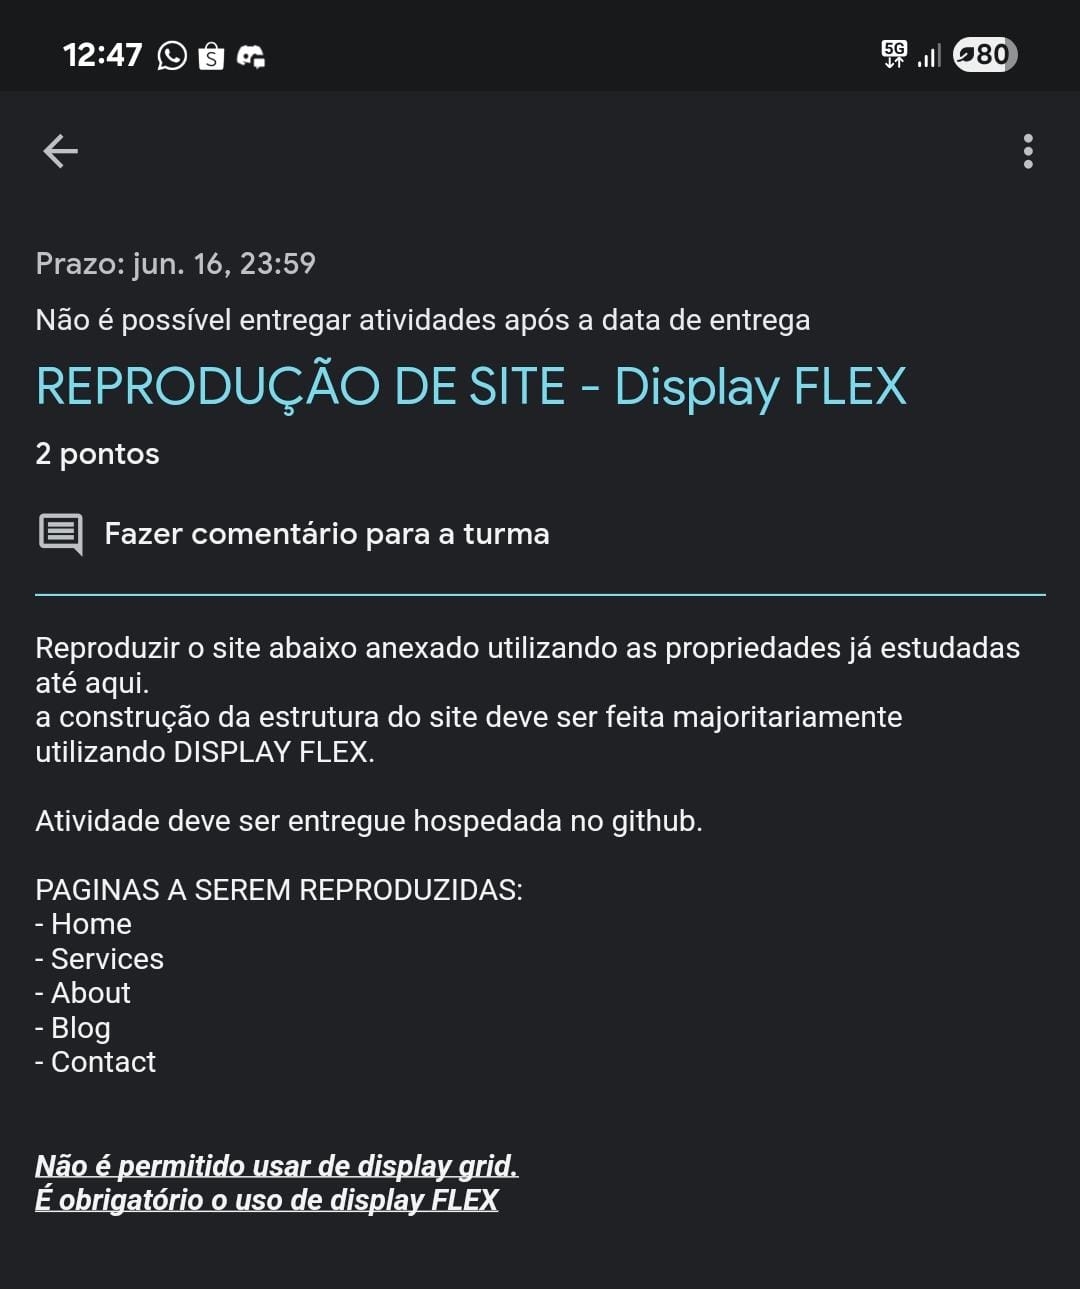 12:47
5G
80
Prazo: jun. 16, 23:59
Não é possível entregar atividades após a data de entrega
REPRODUÇÃO DE SITE - Display FLEX
2 pontos
Fazer comentário para a turma
Reproduzir o site abaixo anexado utilizando as propriedades já estudadas
até aqui.
a construção da estrutura do site deve ser feita majoritariamente
utilizando DISPLAY FLEX.
Atividade deve ser entregue hospedada no github.
PAGINAS A SEREM REPRODUZIDAS:
- Home
- Services
- About
- Blog
- Contact
Não é permitido usar de display grid.
É obrigatório o uso de display FLEX